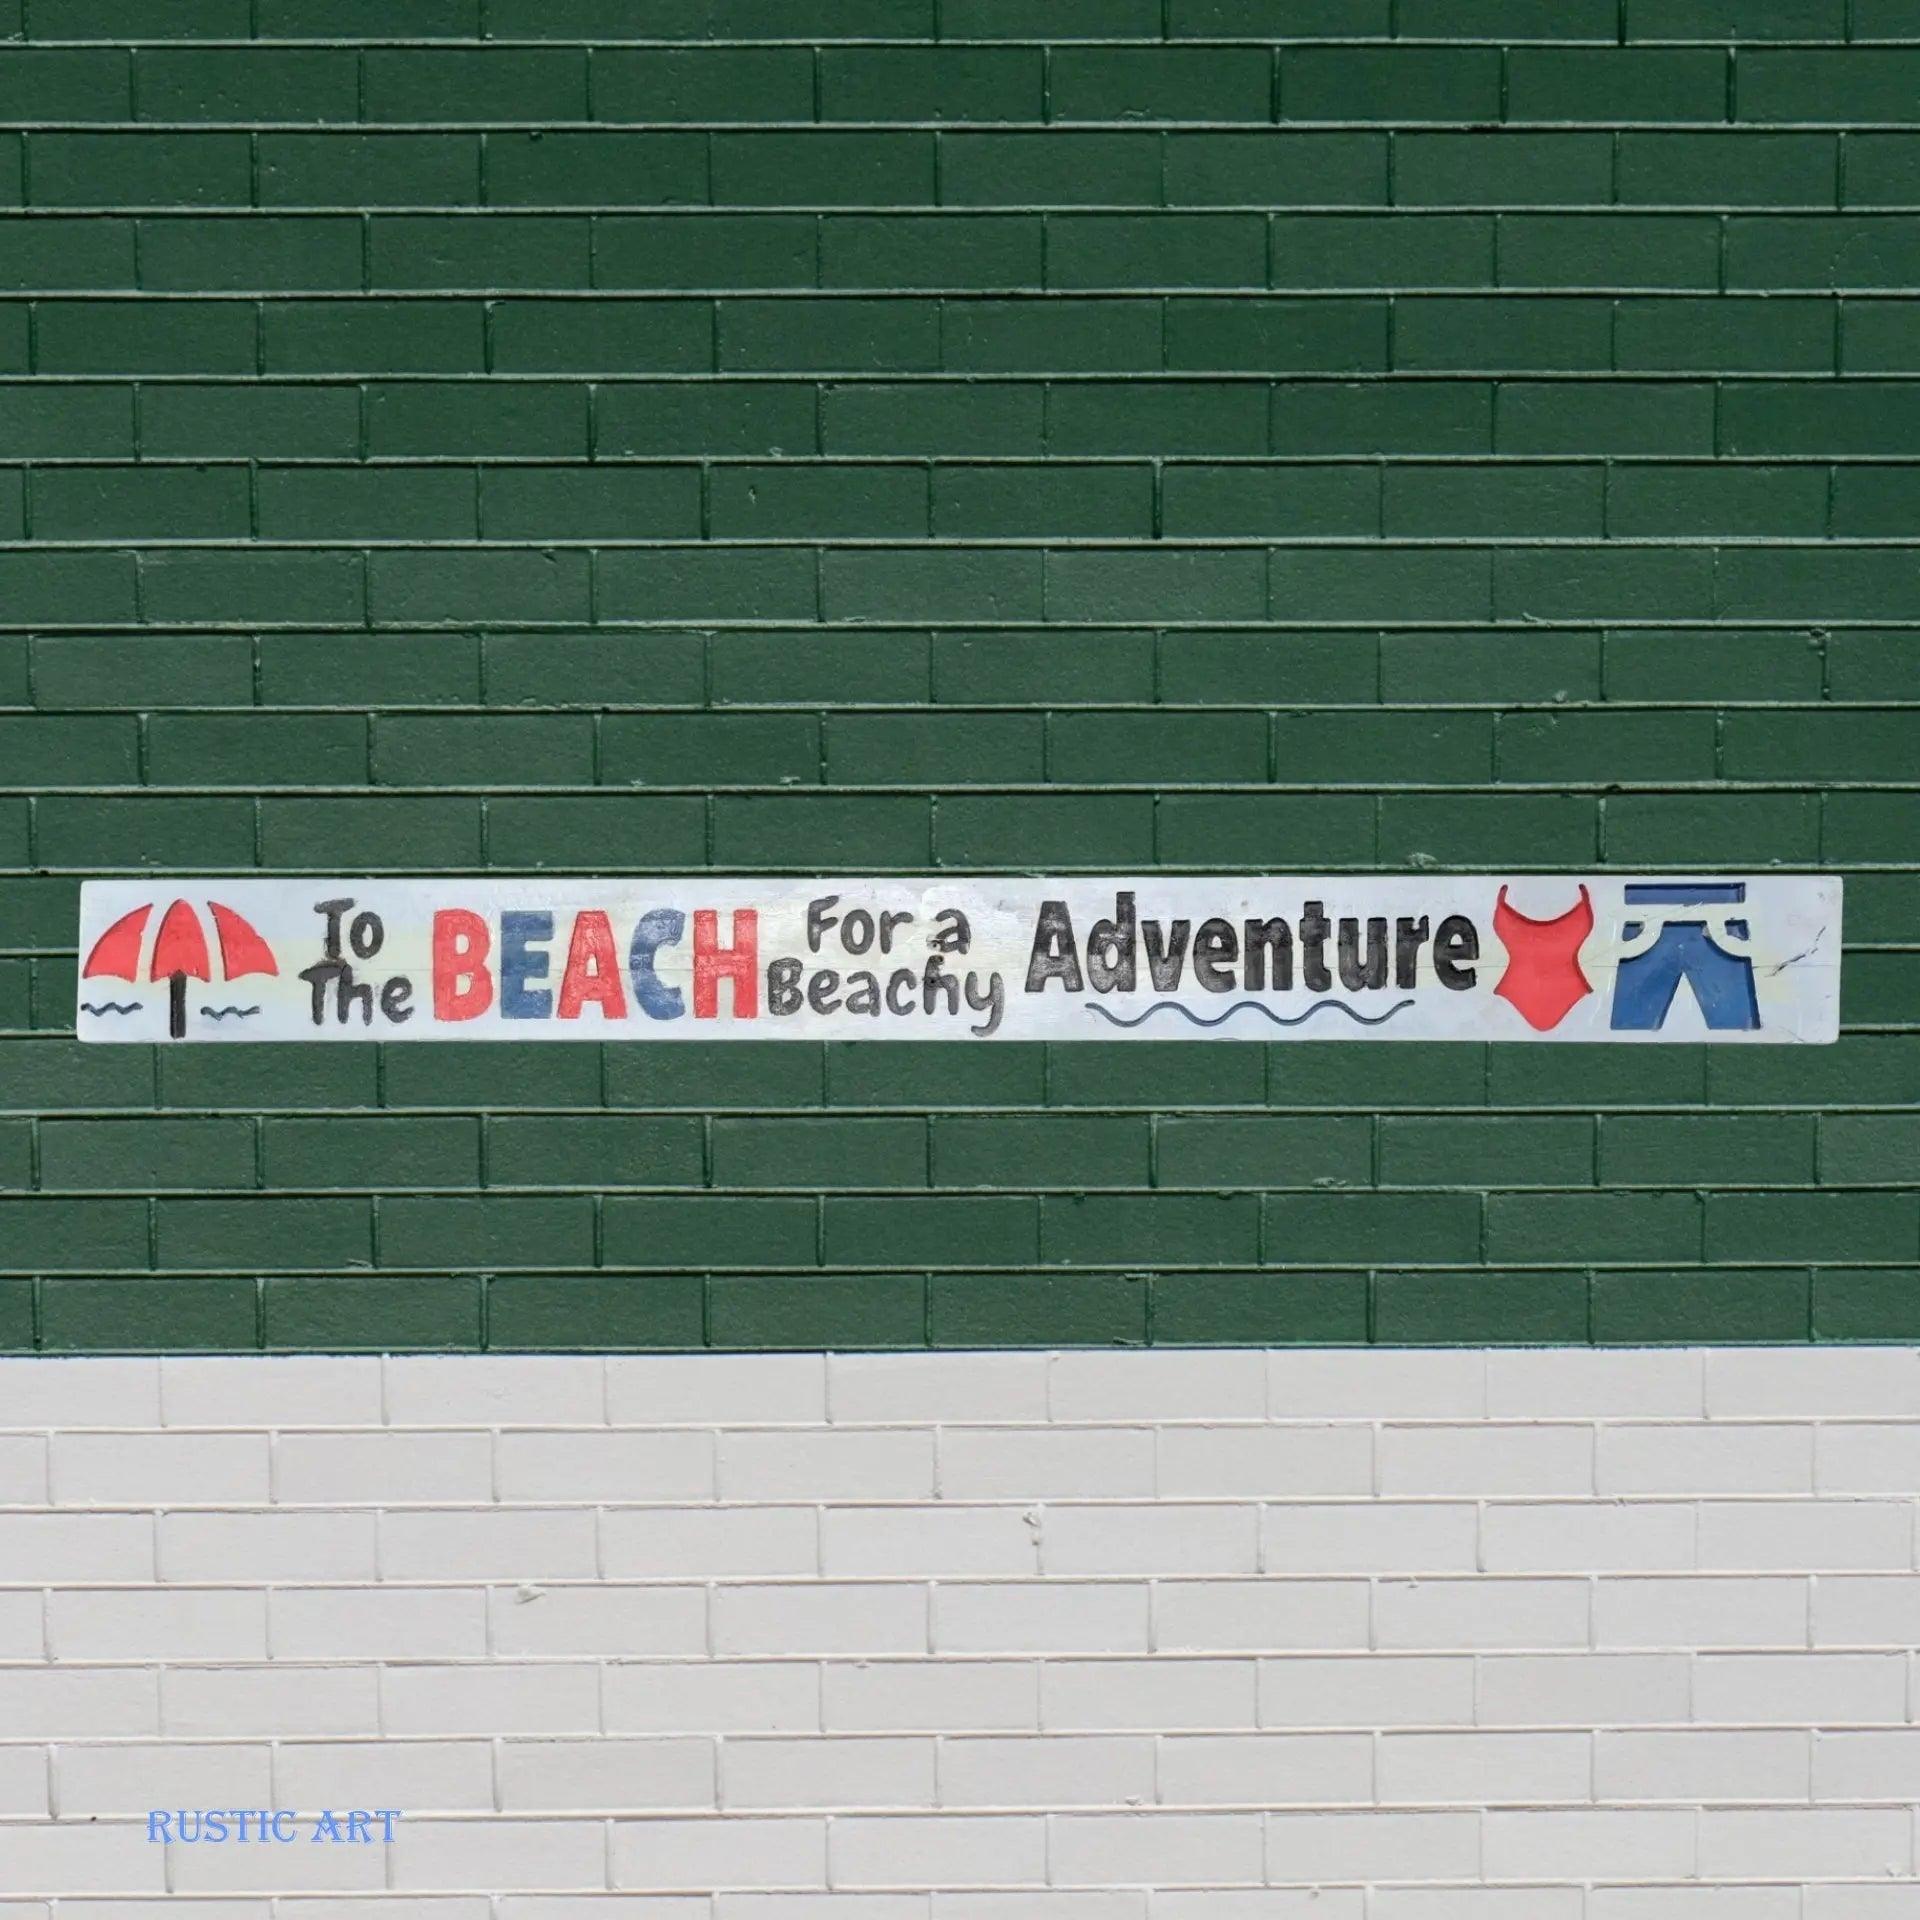 To
The BEACH For a
Beachy Adventure
RUSTIC ART